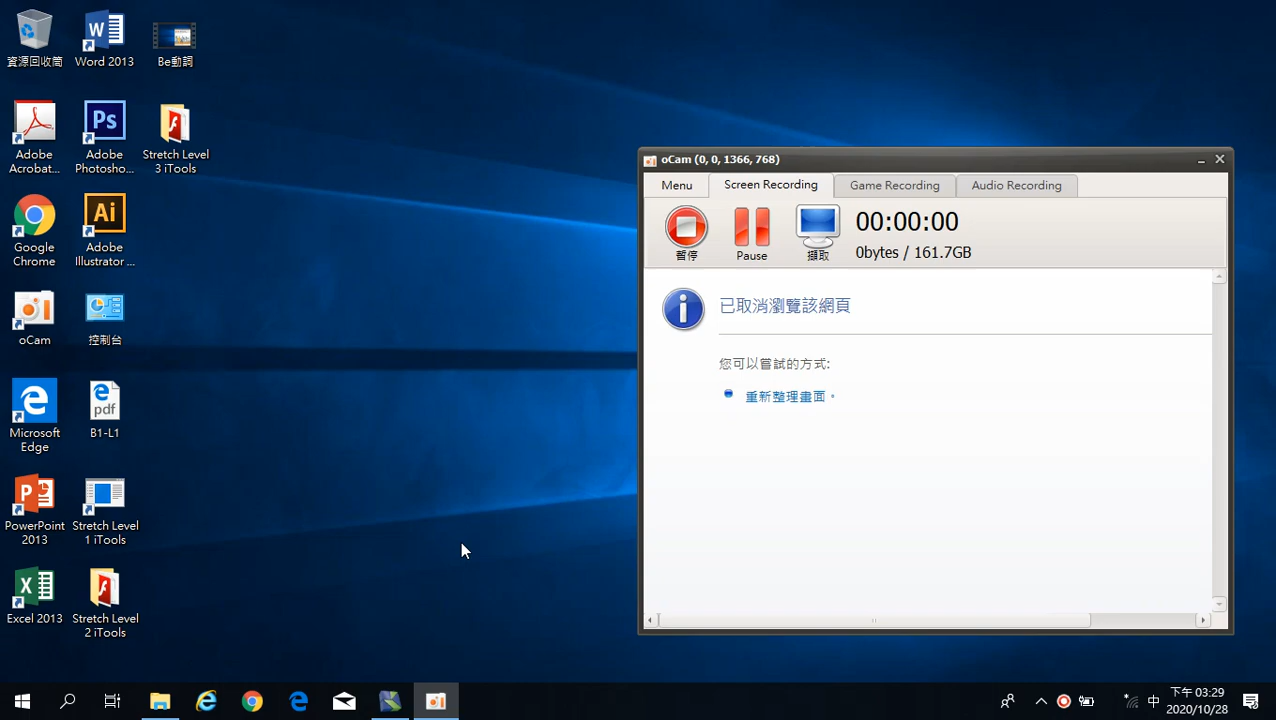 資源回收筒
Word 2013
Be動詞
Adobe
Acrobat...
Adobe
Photosho...
Stretch Level
3 iTools
Google
Chrome
Adobe
Illustrator ...
oCam
控制台
Microsoft
Edge
B1-L1
PowerPoint
2013
Stretch Level
1 iTools
Excel 2013
Stretch Level
2 iTools
Ps
Ai
pdf
oCam (0, 0, 1366, 768)
Menu
Screen Recording
Game Recording
Audio Recording
暫停
Pause
擷取
00:00:00
0bytes / 161.7GB
已取消瀏覽該網頁
您可以嘗試的方式:
重新整理畫面。
中
下午 03:29
2020/10/28